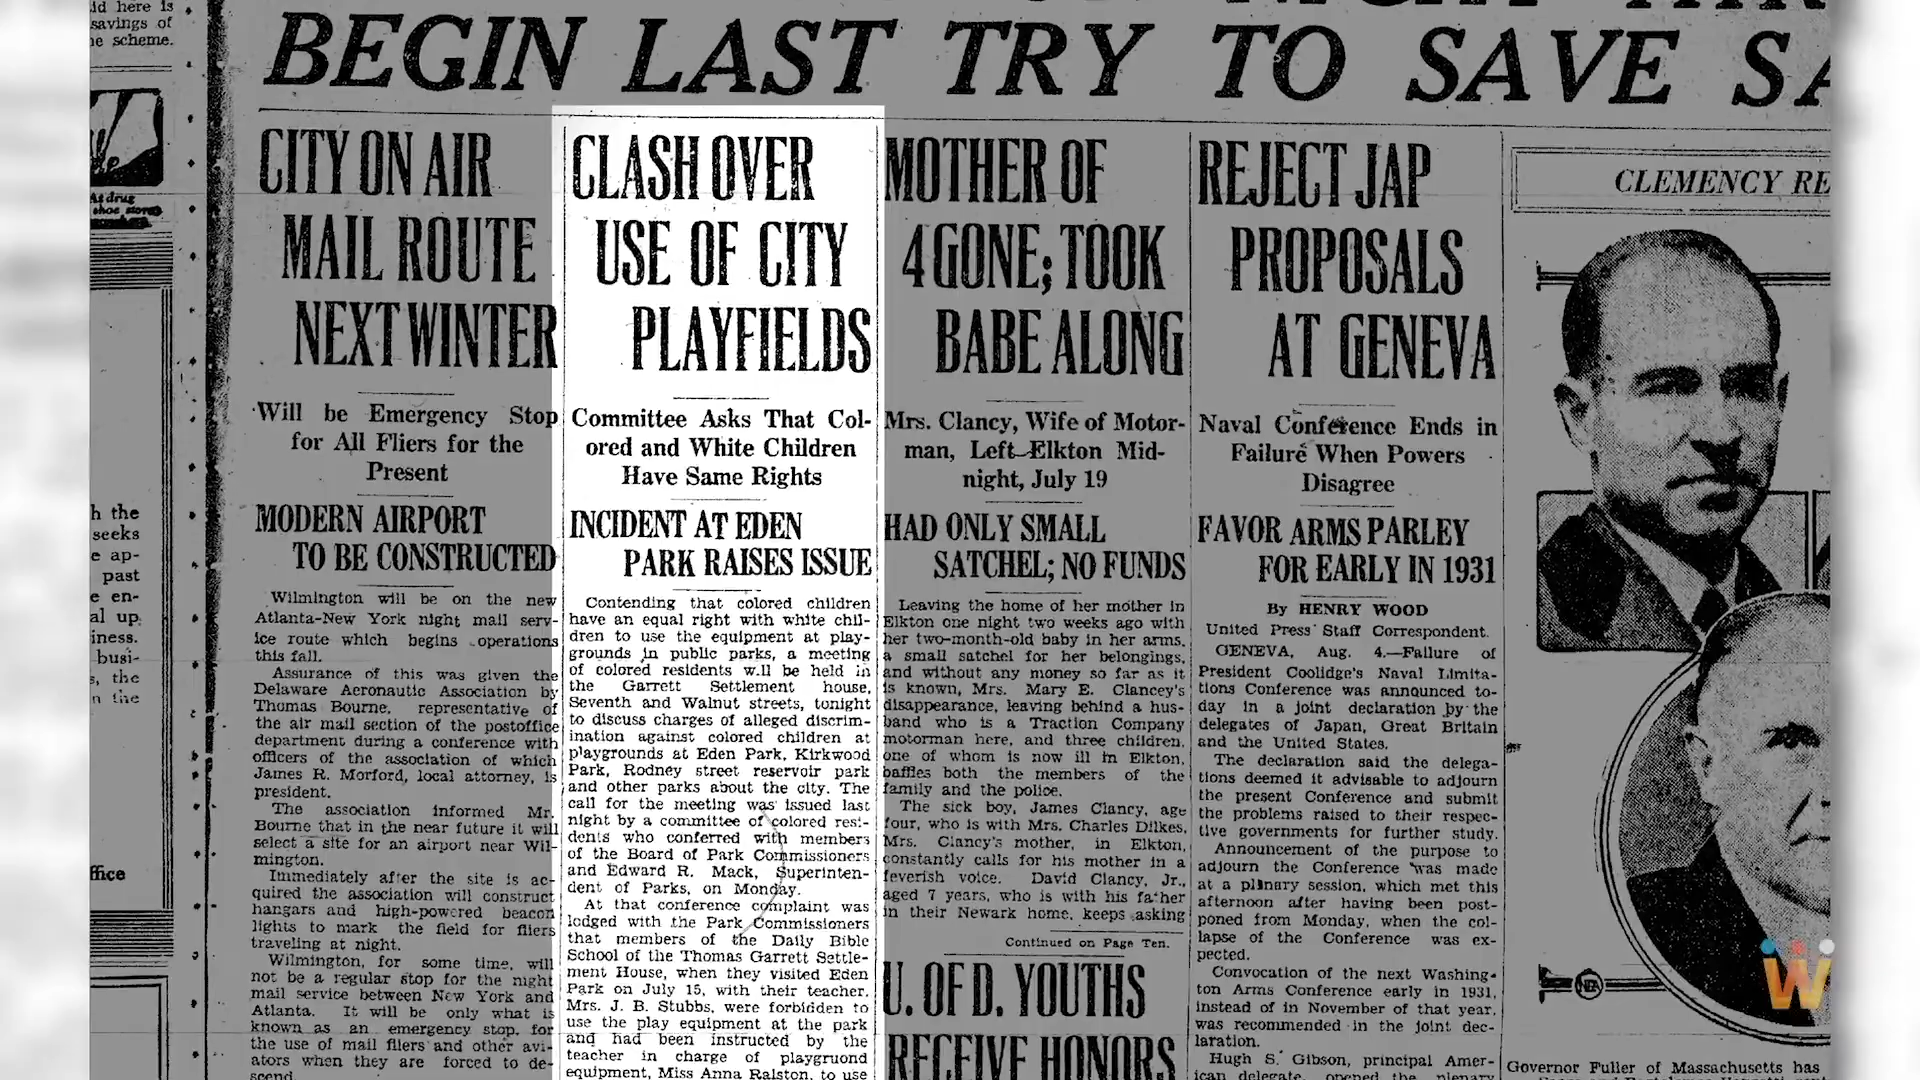 id here is
savings of
he scheme.
At drug
shoe stores
h the
seeks
e ap-
past
e en-
al up
iness.
busi-
s, the
n the
ffice
BEGIN LAST TRY TO SAVE SA
CITY ON AIR
MAIL ROUTE
NEXT WINTER
Will be Emergency Stop
for All Fliers for the
Present
MODERN AIRPORT
TO BE CONSTRUCTED
Wilmington will be on the new
Atlanta-New York night mail serv-
ice route which begins operations
this fall.
Assurance of this was given the
Delaware Aeronautic Association by
Thomas Bourne, representative of
the air mail section of the postoffice
department during a conference with
officers of the association of which
James R. Morford, local attorney, is
president.
The association informed Mr.
Bourne that in the near future it will
select a site for an airport near Wil-
mington.
Immediately after the site is ac-
quired the association will construct
hangars and high-powered beacon
lights to mark the field for fliers
traveling at night.
Wilmington, for some time, will
not be a regular stop for the night
mail service between New York and
Atlanta. It will be only what is
known as an emergency stop, for
the use of mail fliers and other avi-
ators when they are forced to de-
scend.
CLASH OVER
USE OF CITY
PLAYFIELDS
Committee Asks That Col-
ored and White Children
Have Same Rights
INCIDENT AT EDEN
PARK RAISES ISSUE
Contending that colored children
have an equal right with white chil-
dren to use the equipment at play-
grounds in public parks, a meeting
of colored residents will be held in
the Garrett Settlement house,
Seventh and Walnut streets, tonight
to discuss charges of alleged discrim-
ination against colored children at
playgrounds at Eden Park, Kirkwood
Park, Rodney street reservoir park
and other parks about the city. The
call for the meeting was issued last
night by a committee of colored resi-
dents who conferred with members
of the Board of Park Commissioners
and Edward R. Mack, Superinten-
dent of Parks, on Monday.
At that conference complaint was
lodged with the Park Commissioners
that members of the Daily Bible
School of the Thomas Garrett Settle-
ment House, when they visited Eden
Park on July 15, with their teacher,
Mrs. J. B. Stubbs, were forbidden to
use the play equipment at the park
and had been instructed by the
teacher in charge of playgruond
equipment, Miss Anna Ralston, to use
MOTHER OF
4 GONE; TOOK
BABE ALONG
Mrs. Clancy, Wife of Motor-
man, Left Elkton Mid-
night, July 19
HAD ONLY SMALL
SATCHEL; NO FUNDS
Leaving the home of her mother in
Elkton one night two weeks ago with
her two-month-old baby in her arms,
a small satchel for her belongings,
and without any money so far as it
is known, Mrs. Mary E. Clancey's
disappearance, leaving behind a hus-
band who is a Traction Company
motorman here, and three children,
one of whom is now ill in Elkton,
baffles both the members of the
family and the police.
The sick boy, James Clancy, age
four, who is with Mrs. Charles Dilkes,
Mrs. Clancy's mother, in Elkton,
constantly calls for his mother in a
feverish voice. David Clancy, Jr.,
aged 7 years, who is with his father
in their Newark home, keeps asking
Continued on Page Ten.
U. OF D. YOUTHS
RECEIVE HONORS
REJECT JAP
PROPOSALS
AT GENEVA
Naval Conference Ends in
Failure When Powers
Disagree
FAVOR ARMS PARLEY
FOR EARLY IN 1931
By HENRY WOOD
United Press Staff Correspondent.
GENEVA, Aug. 4.—Failure of
President Coolidge's Naval Limita-
tions Conference was announced to-
day in a joint declaration by the
delegates of Japan, Great Britain
and the United States.
The declaration said the delega-
tions deemed it advisable to adjourn
the present Conference and submit
the problems raised to their respec-
tive governments for further study.
Announcement of the purpose to
adjourn the Conference was made
at a plinary session, which met this
afternoon after having been post-
poned from Monday, when the col-
lapse of the Conference was ex-
pected.
Convocation of the next Washing-
ton Arms Conference early in 1931,
instead of in November of that year,
was recommended in the joint dec-
laration.
Hugh S. Gibson, principal Amer-
ican delegate, opened the plenary
CLEMENCY RE
NEA
W
Governor Fuller of Massachusetts has